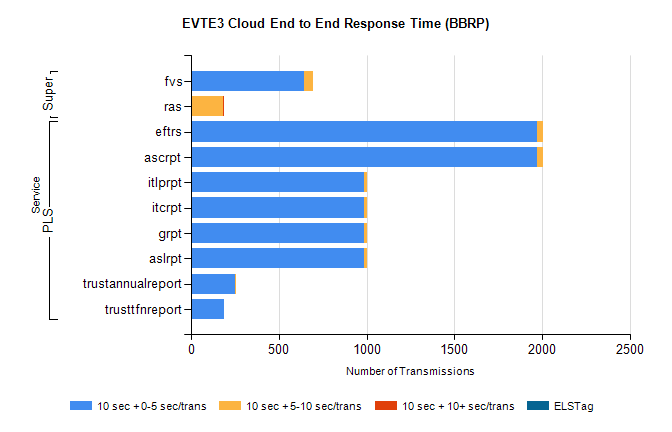 EVTE3 Cloud End to End Response Time (BBRP)
Service
Super
PLS
fvs
ras
eftrs
ascrpt
itlprpt
itcrpt
grpt
aslrpt
trustannualreport
trusttfnreport
0 500 1000 1500 2000 2500
Number of Transmissions
10 sec +0-5 sec/trans 10 sec +5-10 sec/trans 10 sec + 10+ sec/trans ELSTag